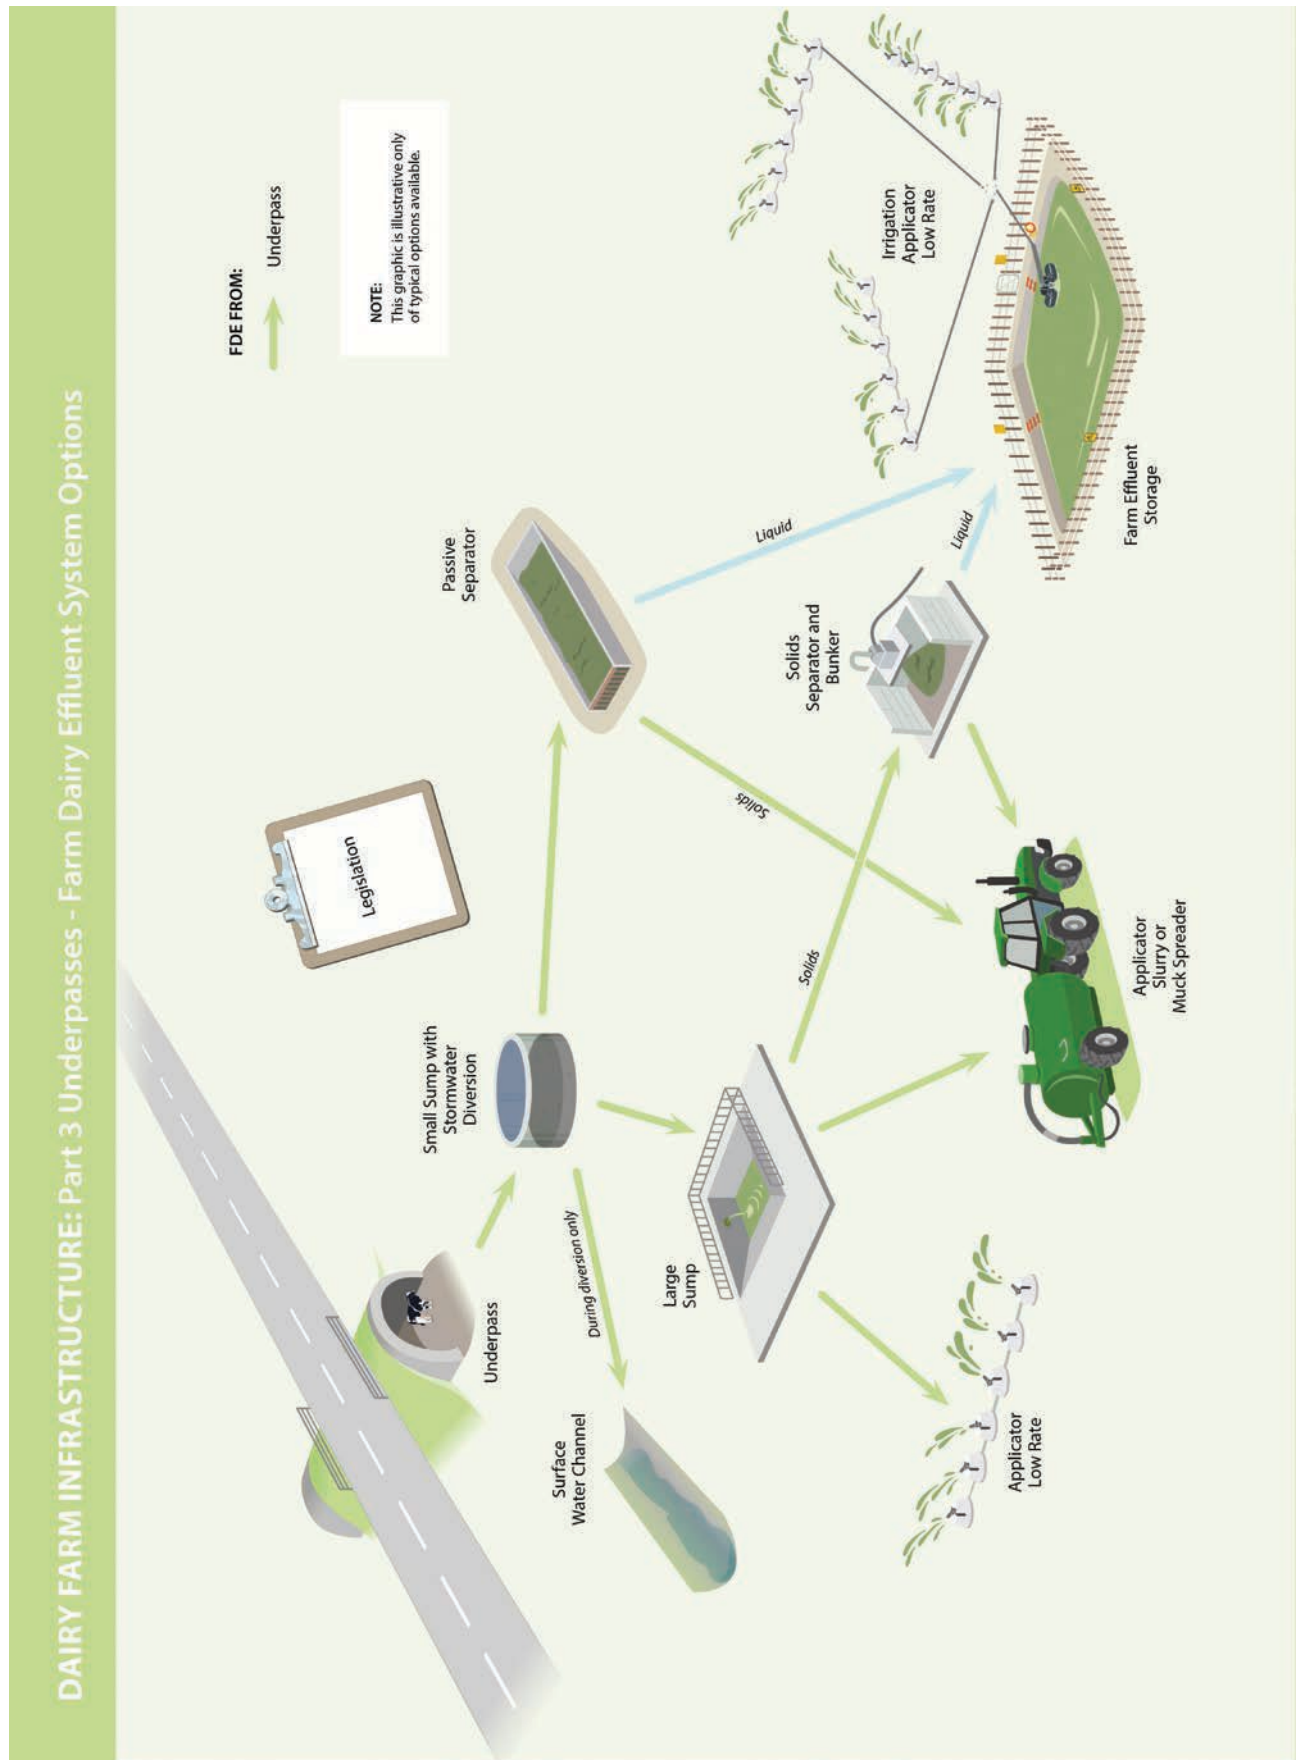 DAIRY FARM INFRASTRUCTURE: Part 3 Underpasses - Farm Dairy Effluent System Options
FDE FROM:
Underpass
NOTE:
This graphic is illustrative only
of typical options available.
Legislation
Underpass
Small Sump with
Stormwater
Diversion
Passive
Separator
During diversion only
Surface
Water Channel
Large
Sump
Solids
Solids
Liquid
Liquid
Solids
Separator and
Bunker
Irrigation
Applicator
Low Rate
Applicator
Low Rate
Applicator
Slurry or
Muck Spreader
Farm Effluent
Storage